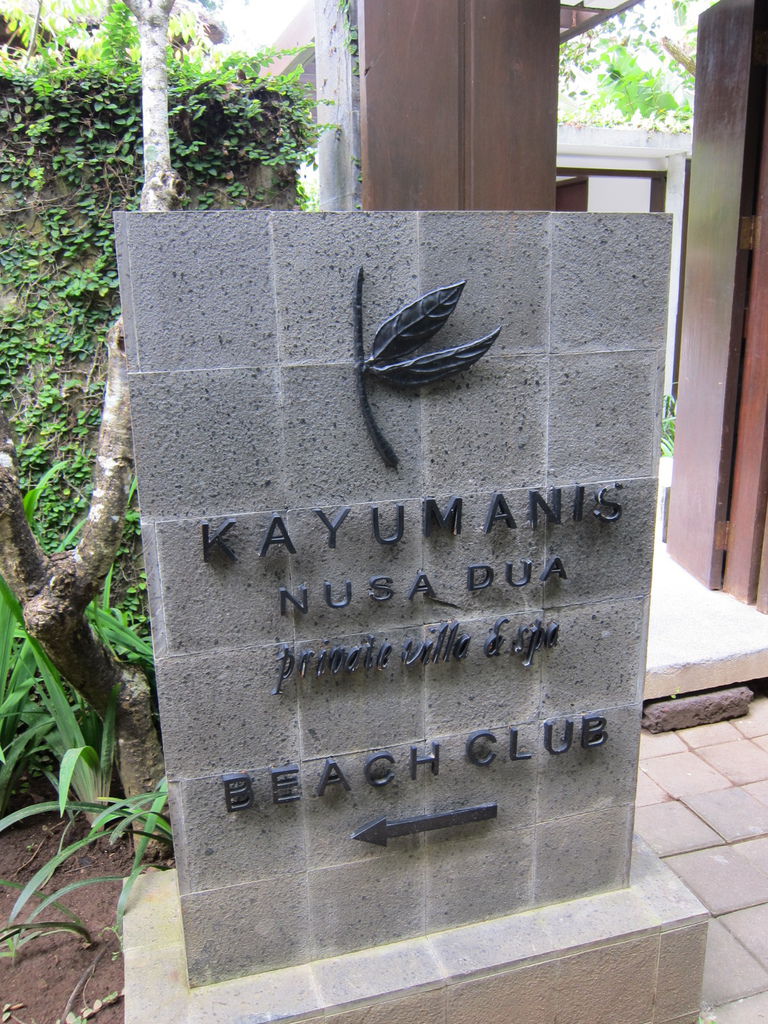 KAYUMANIS
NUSA DUA
private villa & spa
BEACH CLUB